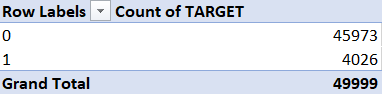 Row Labels Count of TARGET
0 45973
1 4026
Grand Total 49999